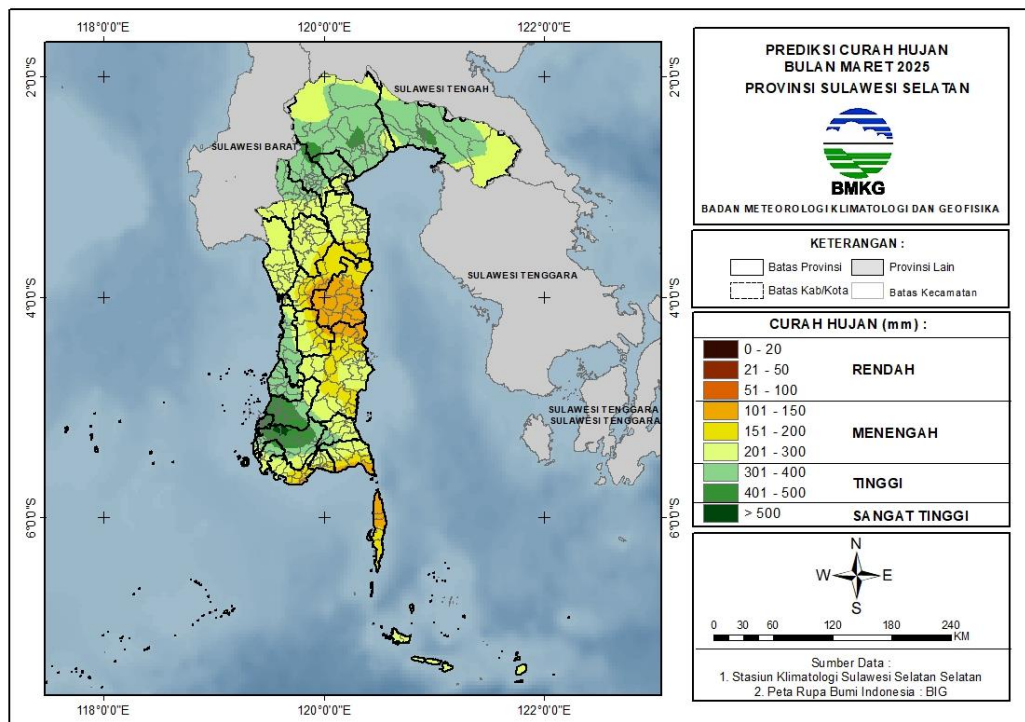 118°0'0"E
120°0'0"E
122°0'0"E
2°0'0"S
4°0'0"S
6°0'0"S
SULAWESI TENGAH
SULAWESI BARAT
SULAWESI TENGGARA
SULAWESI TENGGARA
SULAWESI TENGGARA
2°0'0"S
4°0'0"S
6°0'0"S
118°0'0"E
120°0'0"E
122°0'0"E
PREDIKSI CURAH HUJAN
BULAN MARET 2025
PROVINSI SULAWESI SELATAN
BMKG
BADAN METEOROLOGI KLIMATOLOGI DAN GEOFISIKA
KETERANGAN :
Batas Provinsi
Provinsi Lain
Batas Kab/Kota
Batas Kecamatan
CURAH HUJAN (mm) :
0 - 20
21 - 50
51 - 100
RENDAH
101 - 150
151 - 200
201 - 300
MENENGAH
301 - 400
401 - 500
TINGGI
> 500
SANGAT TINGGI
N
W E
S
0 15 30 60 120 180 240
KM
Sumber Data :
1. Stasiun Klimatologi Sulawesi Selatan Selatan
2. Peta Rupa Bumi Indonesia : BIG